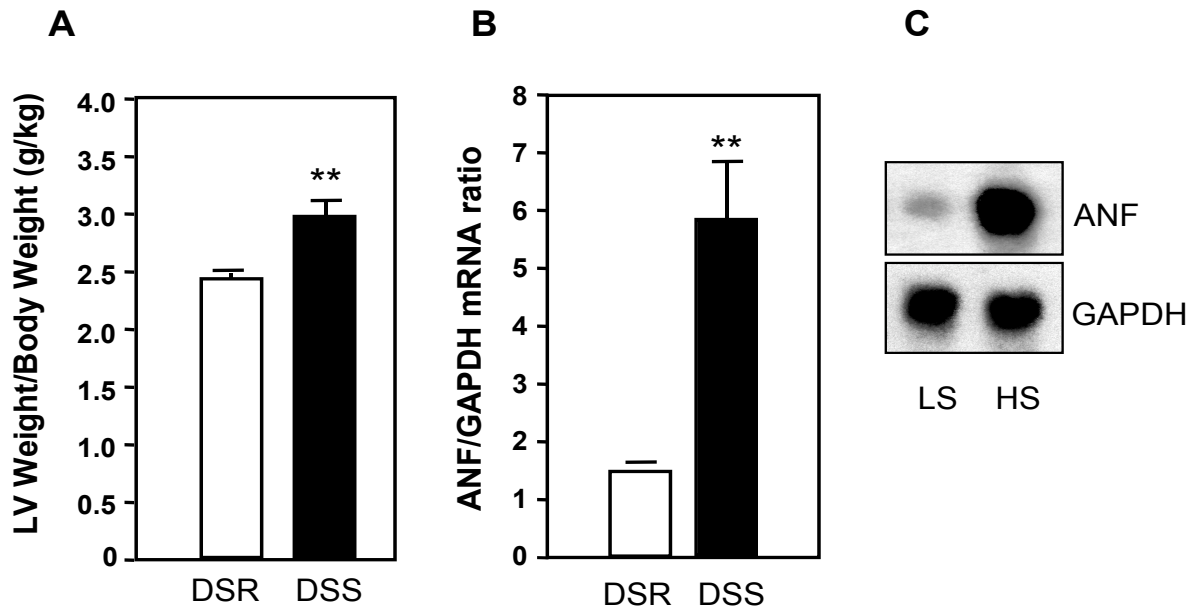 A
LV Weight/Body Weight (g/kg)
4.0
3.5
3.0
2.5
2.0
1.5
1.0
0.5
0
**
DSR DSS
B
ANF/GAPDH mRNA ratio
8
7
6
5
4
3
2
1
0
**
DSR DSS
C
ANF
GAPDH
LS HS